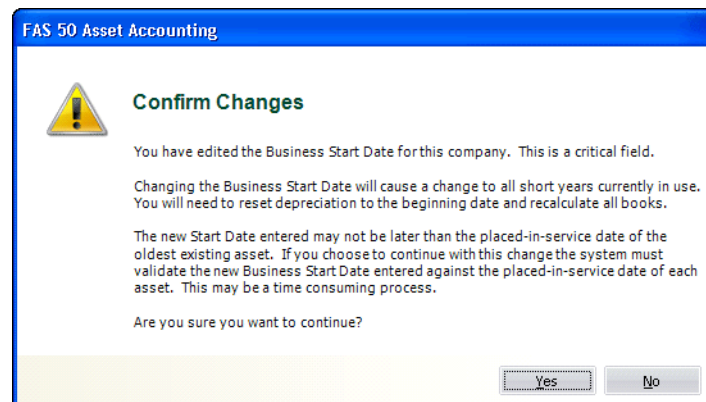 FAS 50 Asset Accounting
Confirm Changes
You have edited the Business Start Date for this company. This is a critical field.
Changing the Business Start Date will cause a change to all short years currently in use.
You will need to reset depreciation to the beginning date and recalculate all books.
The new Start Date entered may not be later than the placed-in-service date of the
oldest existing asset. If you choose to continue with this change the system must
validate the new Business Start Date entered against the placed-in-service date of each
asset. This may be a time consuming process.
Are you sure you want to continue?
Yes No